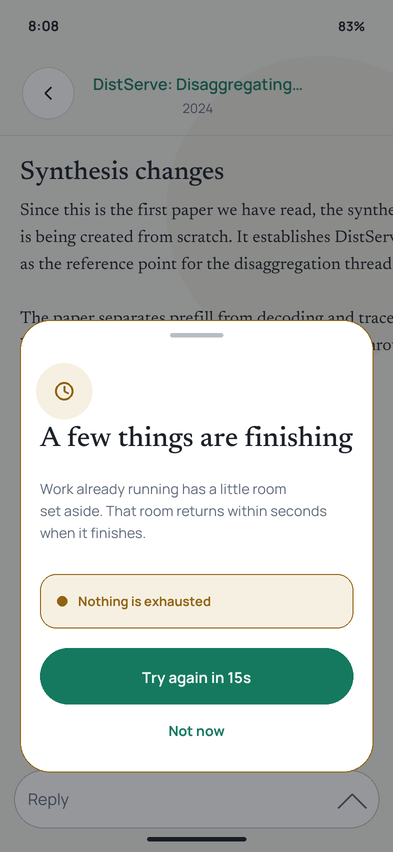 8:08
83%
DistServe: Disaggregating…
2024
Synthesis changes
Since this is the first paper we have read, the synthe
is being created from scratch. It establishes DistServ
as the reference point for the disaggregation thread
The paper separates prefill from decoding and trace
A few things are finishing
Work already running has a little room
set aside. That room returns within seconds
when it finishes.
Nothing is exhausted
Try again in 15s
Not now
Reply